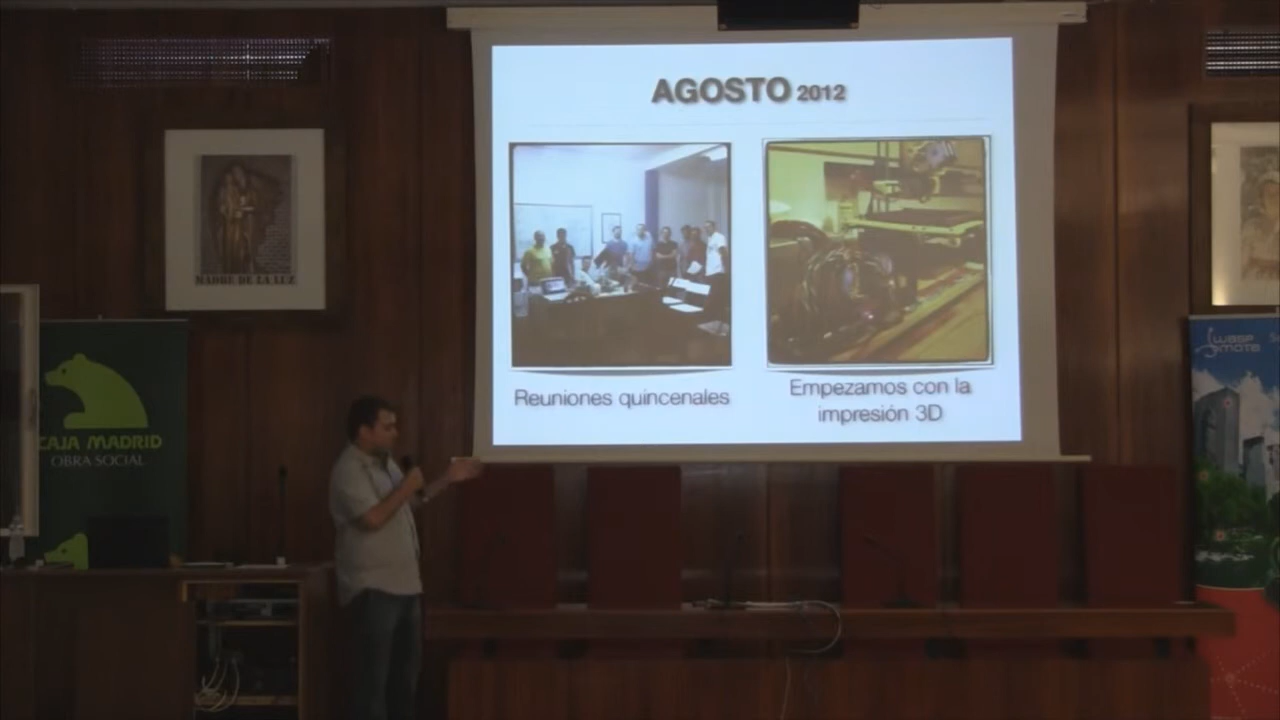 AGOSTO 2012
Reuniones quincenales
Empezamos con la
impresión 3D
MADRE DE LA LUZ
CAJA MADRID
OBRA SOCIAL